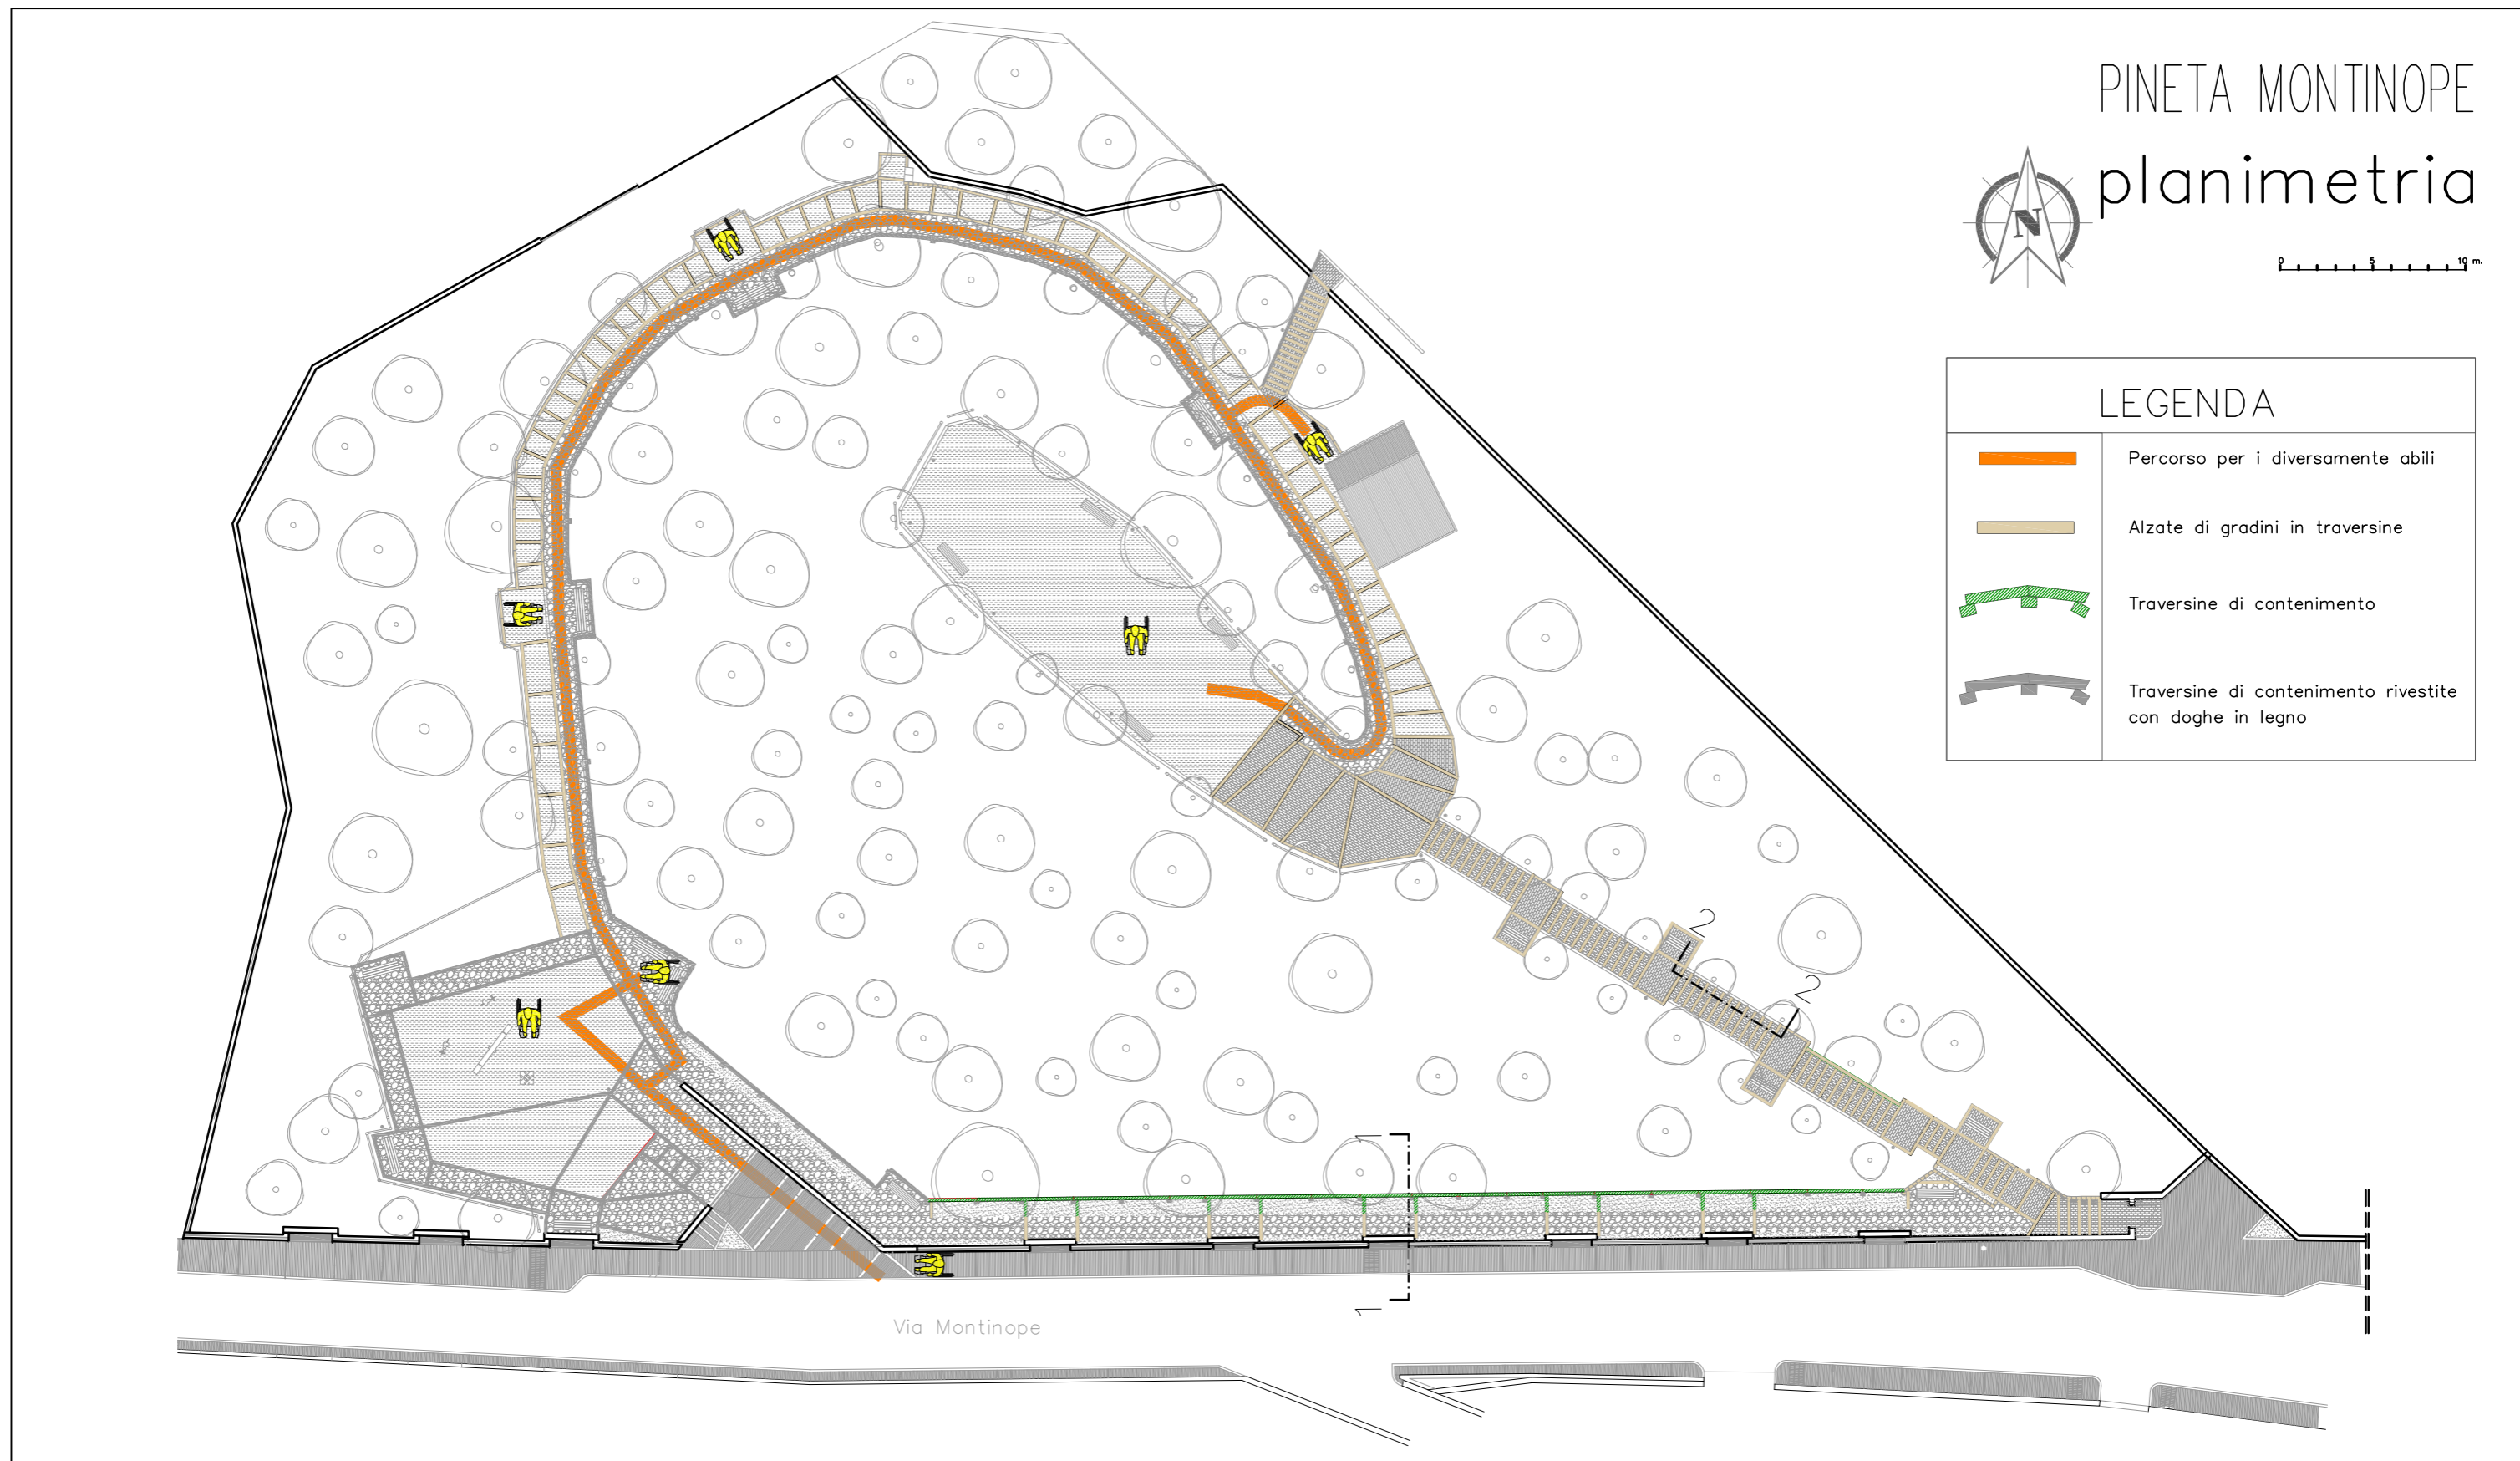 PINETA MONTINOPE
planimetria
N
0 5 10 m.
LEGENDA
Percorso per i diversamente abili
Alzate di gradini in traversine
Traversine di contenimento
Traversine di contenimento rivestite
con doghe in legno
2
2
1
1
Via Montinope